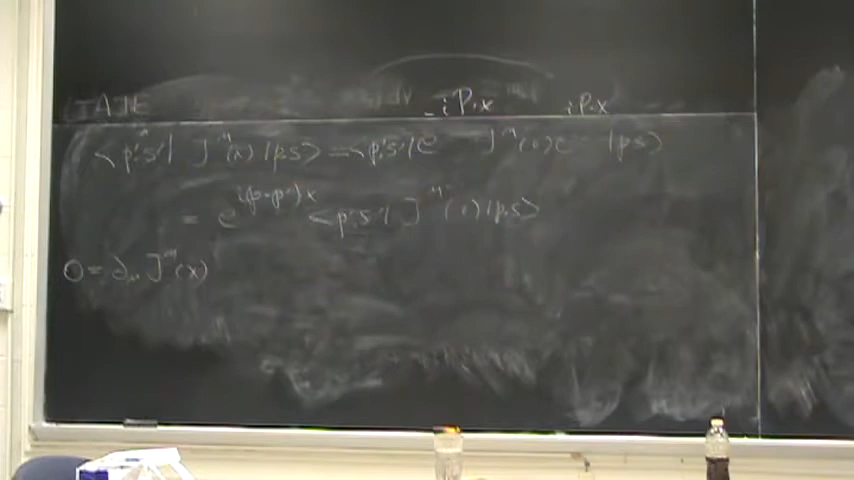 <p's'| J^μ(x) |ps> = <p's'| e^{-iP·x} J^μ(0) e^{iP·x} |ps>
= e^{i(p-p')x} <p's'| J^μ(0) |ps>
0 = ∂_μ J^μ(x)